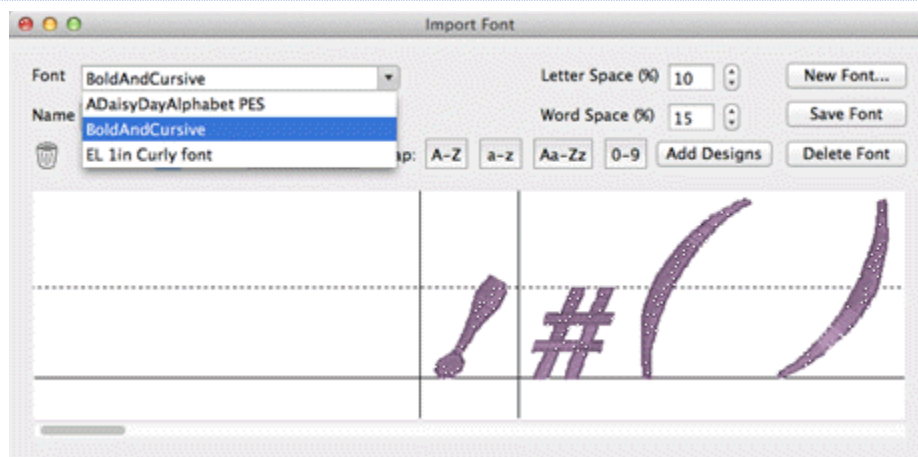 Import Font
Font BoldAndCursive Letter Space (%) 10 New Font...
ADaisyDayAlphabet PES
Name Word Space (%) 15 Save Font
BoldAndCursive
EL 1in Curly font ap: A-Z a-z Aa-Zz 0-9 Add Designs Delete Font
! # ( )